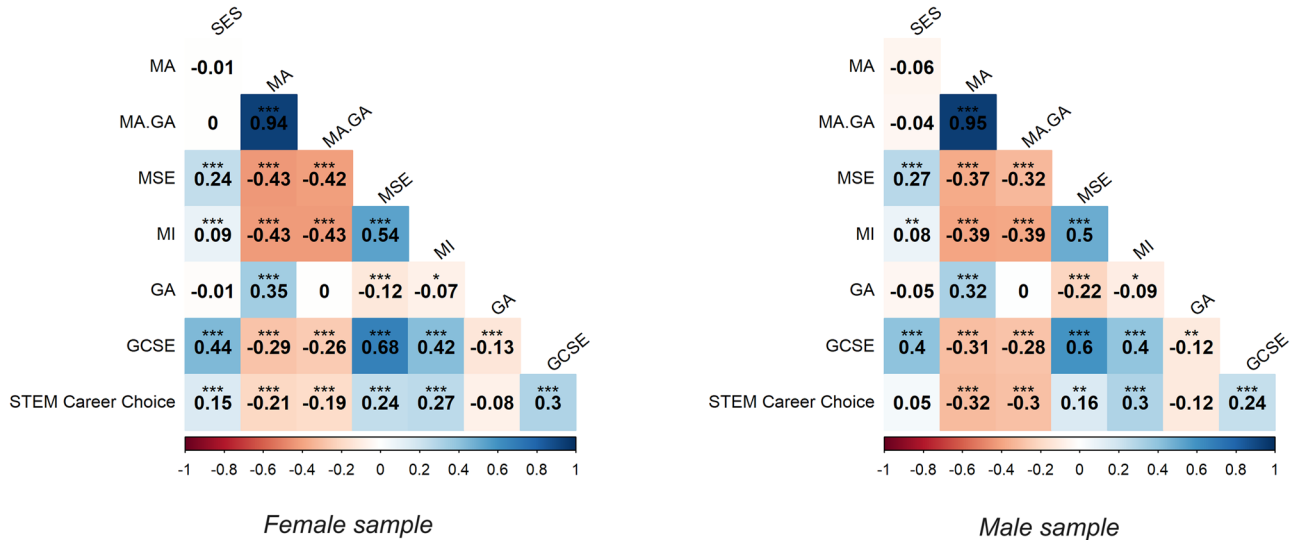 SES
MA -0.01
MA
MA.GA 0 *** 0.94
MA.GA
MSE *** 0.24 *** -0.43 *** -0.42
MSE
MI *** 0.09 *** -0.43 *** -0.43 *** 0.54
MI
GA -0.01 *** 0.35 0 *** -0.12 * -0.07
GA
GCSE *** 0.44 *** -0.29 *** -0.26 *** 0.68 *** 0.42 *** -0.13
GCSE
STEM Career Choice *** 0.15 *** -0.21 *** -0.19 *** 0.24 *** 0.27 -0.08 *** 0.3
-1 -0.8 -0.6 -0.4 -0.2 0 0.2 0.4 0.6 0.8 1
Female sample
SES
MA -0.06
MA
MA.GA -0.04 *** 0.95
MA.GA
MSE *** 0.27 *** -0.37 *** -0.32
MSE
MI ** 0.08 *** -0.39 *** -0.39 *** 0.5
MI
GA -0.05 *** 0.32 0 *** -0.22 * -0.09
GA
GCSE *** 0.4 *** -0.31 *** -0.28 *** 0.6 *** 0.4 ** -0.12
GCSE
STEM Career Choice 0.05 *** -0.32 *** -0.3 ** 0.16 *** 0.3 -0.12 *** 0.24
-1 -0.8 -0.6 -0.4 -0.2 0 0.2 0.4 0.6 0.8 1
Male sample